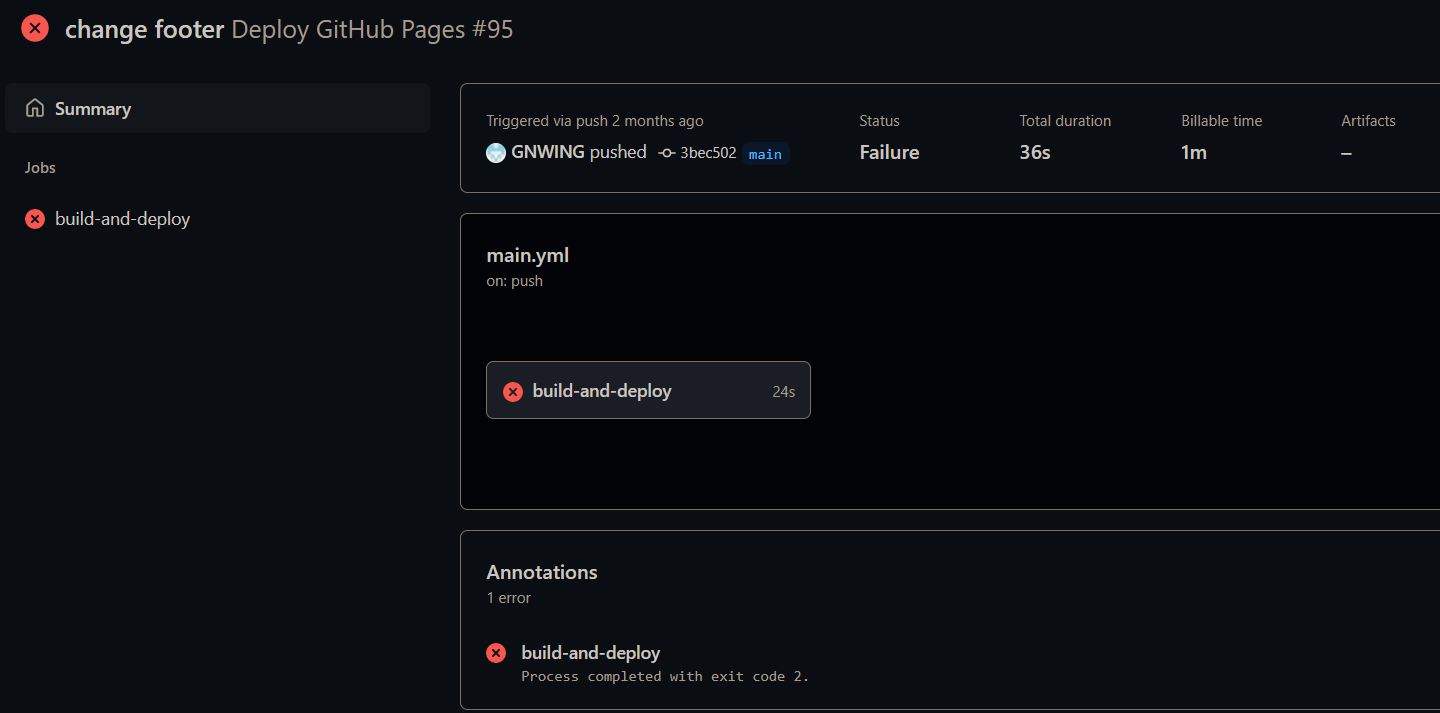 change footer Deploy GitHub Pages #95
Summary
Jobs
build-and-deploy
Triggered via push 2 months ago
GNWING pushed 3bec502 main
Status
Failure
Total duration
36s
Billable time
1m
Artifacts
–
main.yml
on: push
build-and-deploy 24s
Annotations
1 error
build-and-deploy
Process completed with exit code 2.